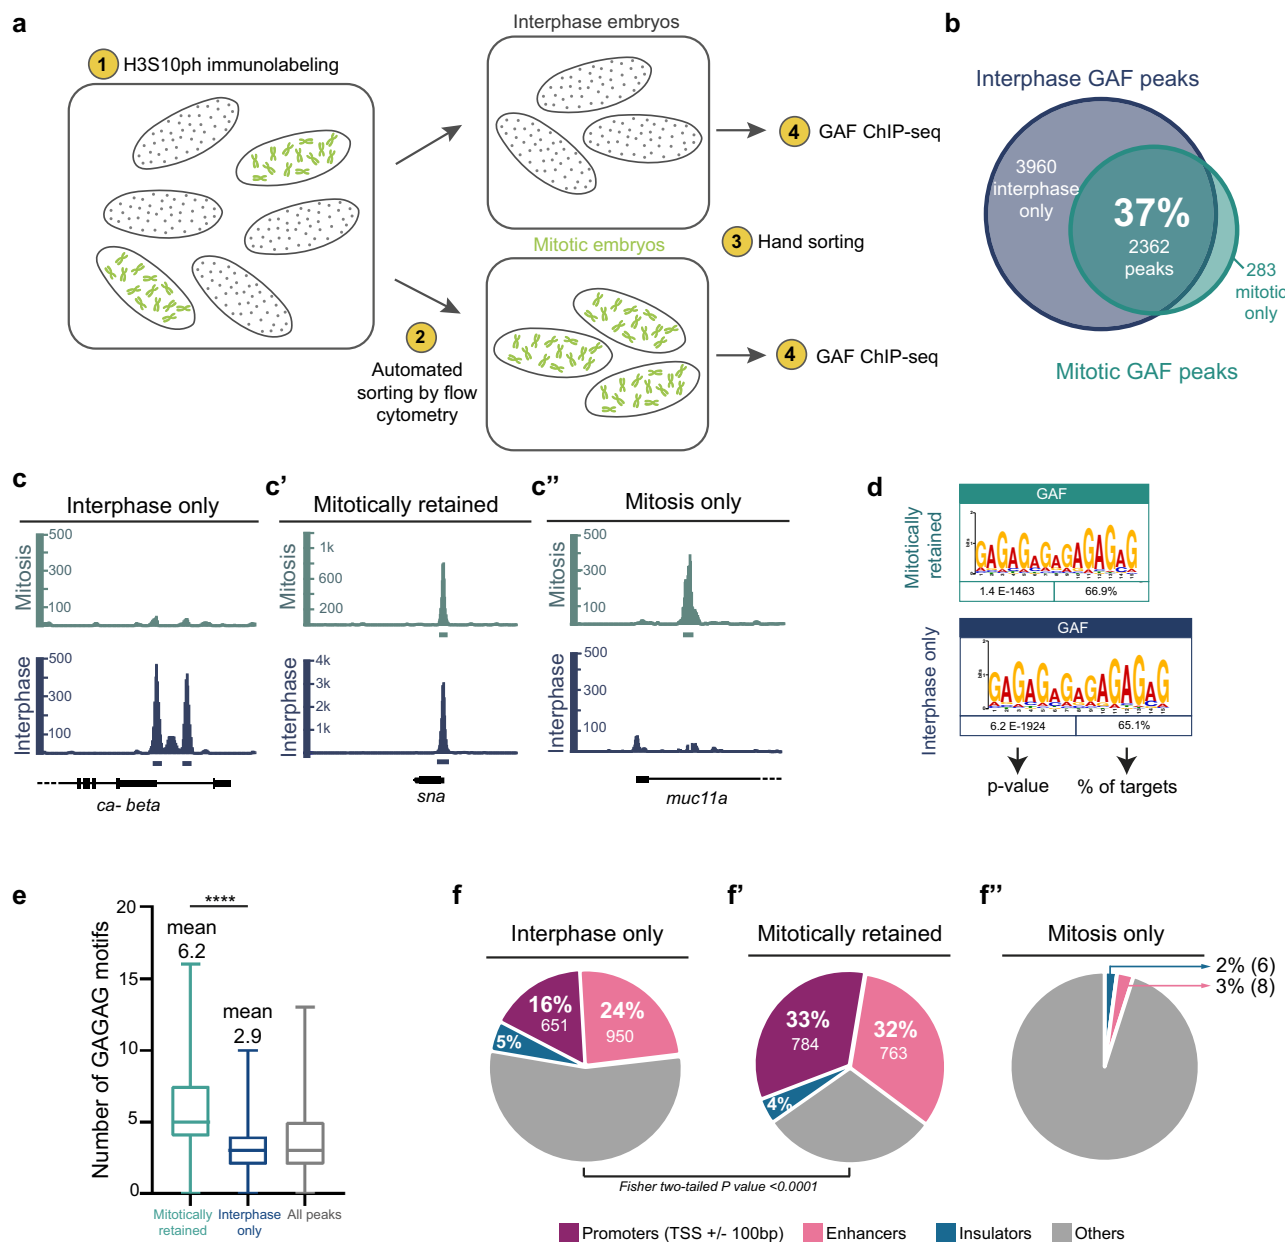 a
1 H3S10ph immunolabeling
Interphase embryos
4 GAF ChIP-seq
3 Hand sorting
Mitotic embryos
2
Automated
sorting by flow
cytometry
4 GAF ChIP-seq
b
Interphase GAF peaks
3960
interphase
only
37%
2362
peaks
283
mitotic
only
Mitotic GAF peaks
c
Interphase only
Mitosis
500
300
100
Interphase
500
300
100
ca- beta
c'
Mitotically retained
Mitosis
1k
800
600
200
Interphase
4k
3k
2k
1k
sna
c''
Mitosis only
Mitosis
500
300
100
Interphase
500
300
100
muc11a
d
Mitotically
retained
GAF
1.4 E-1463 66.9%
Interphase only
GAF
6.2 E-1924 65.1%
p-value % of targets
e
Number of GAGAG motifs
20
15
10
5
0
****
mean
6.2
mean
2.9
Mitotically
retained
Interphase
only
All peaks
f
Interphase only
16%
651
24%
950
5%
f'
Mitotically retained
33%
784
32%
763
4%
f''
Mitosis only
2% (6)
3% (8)
Fisher two-tailed P value <0.0001
Promoters (TSS +/- 100bp) Enhancers Insulators Others